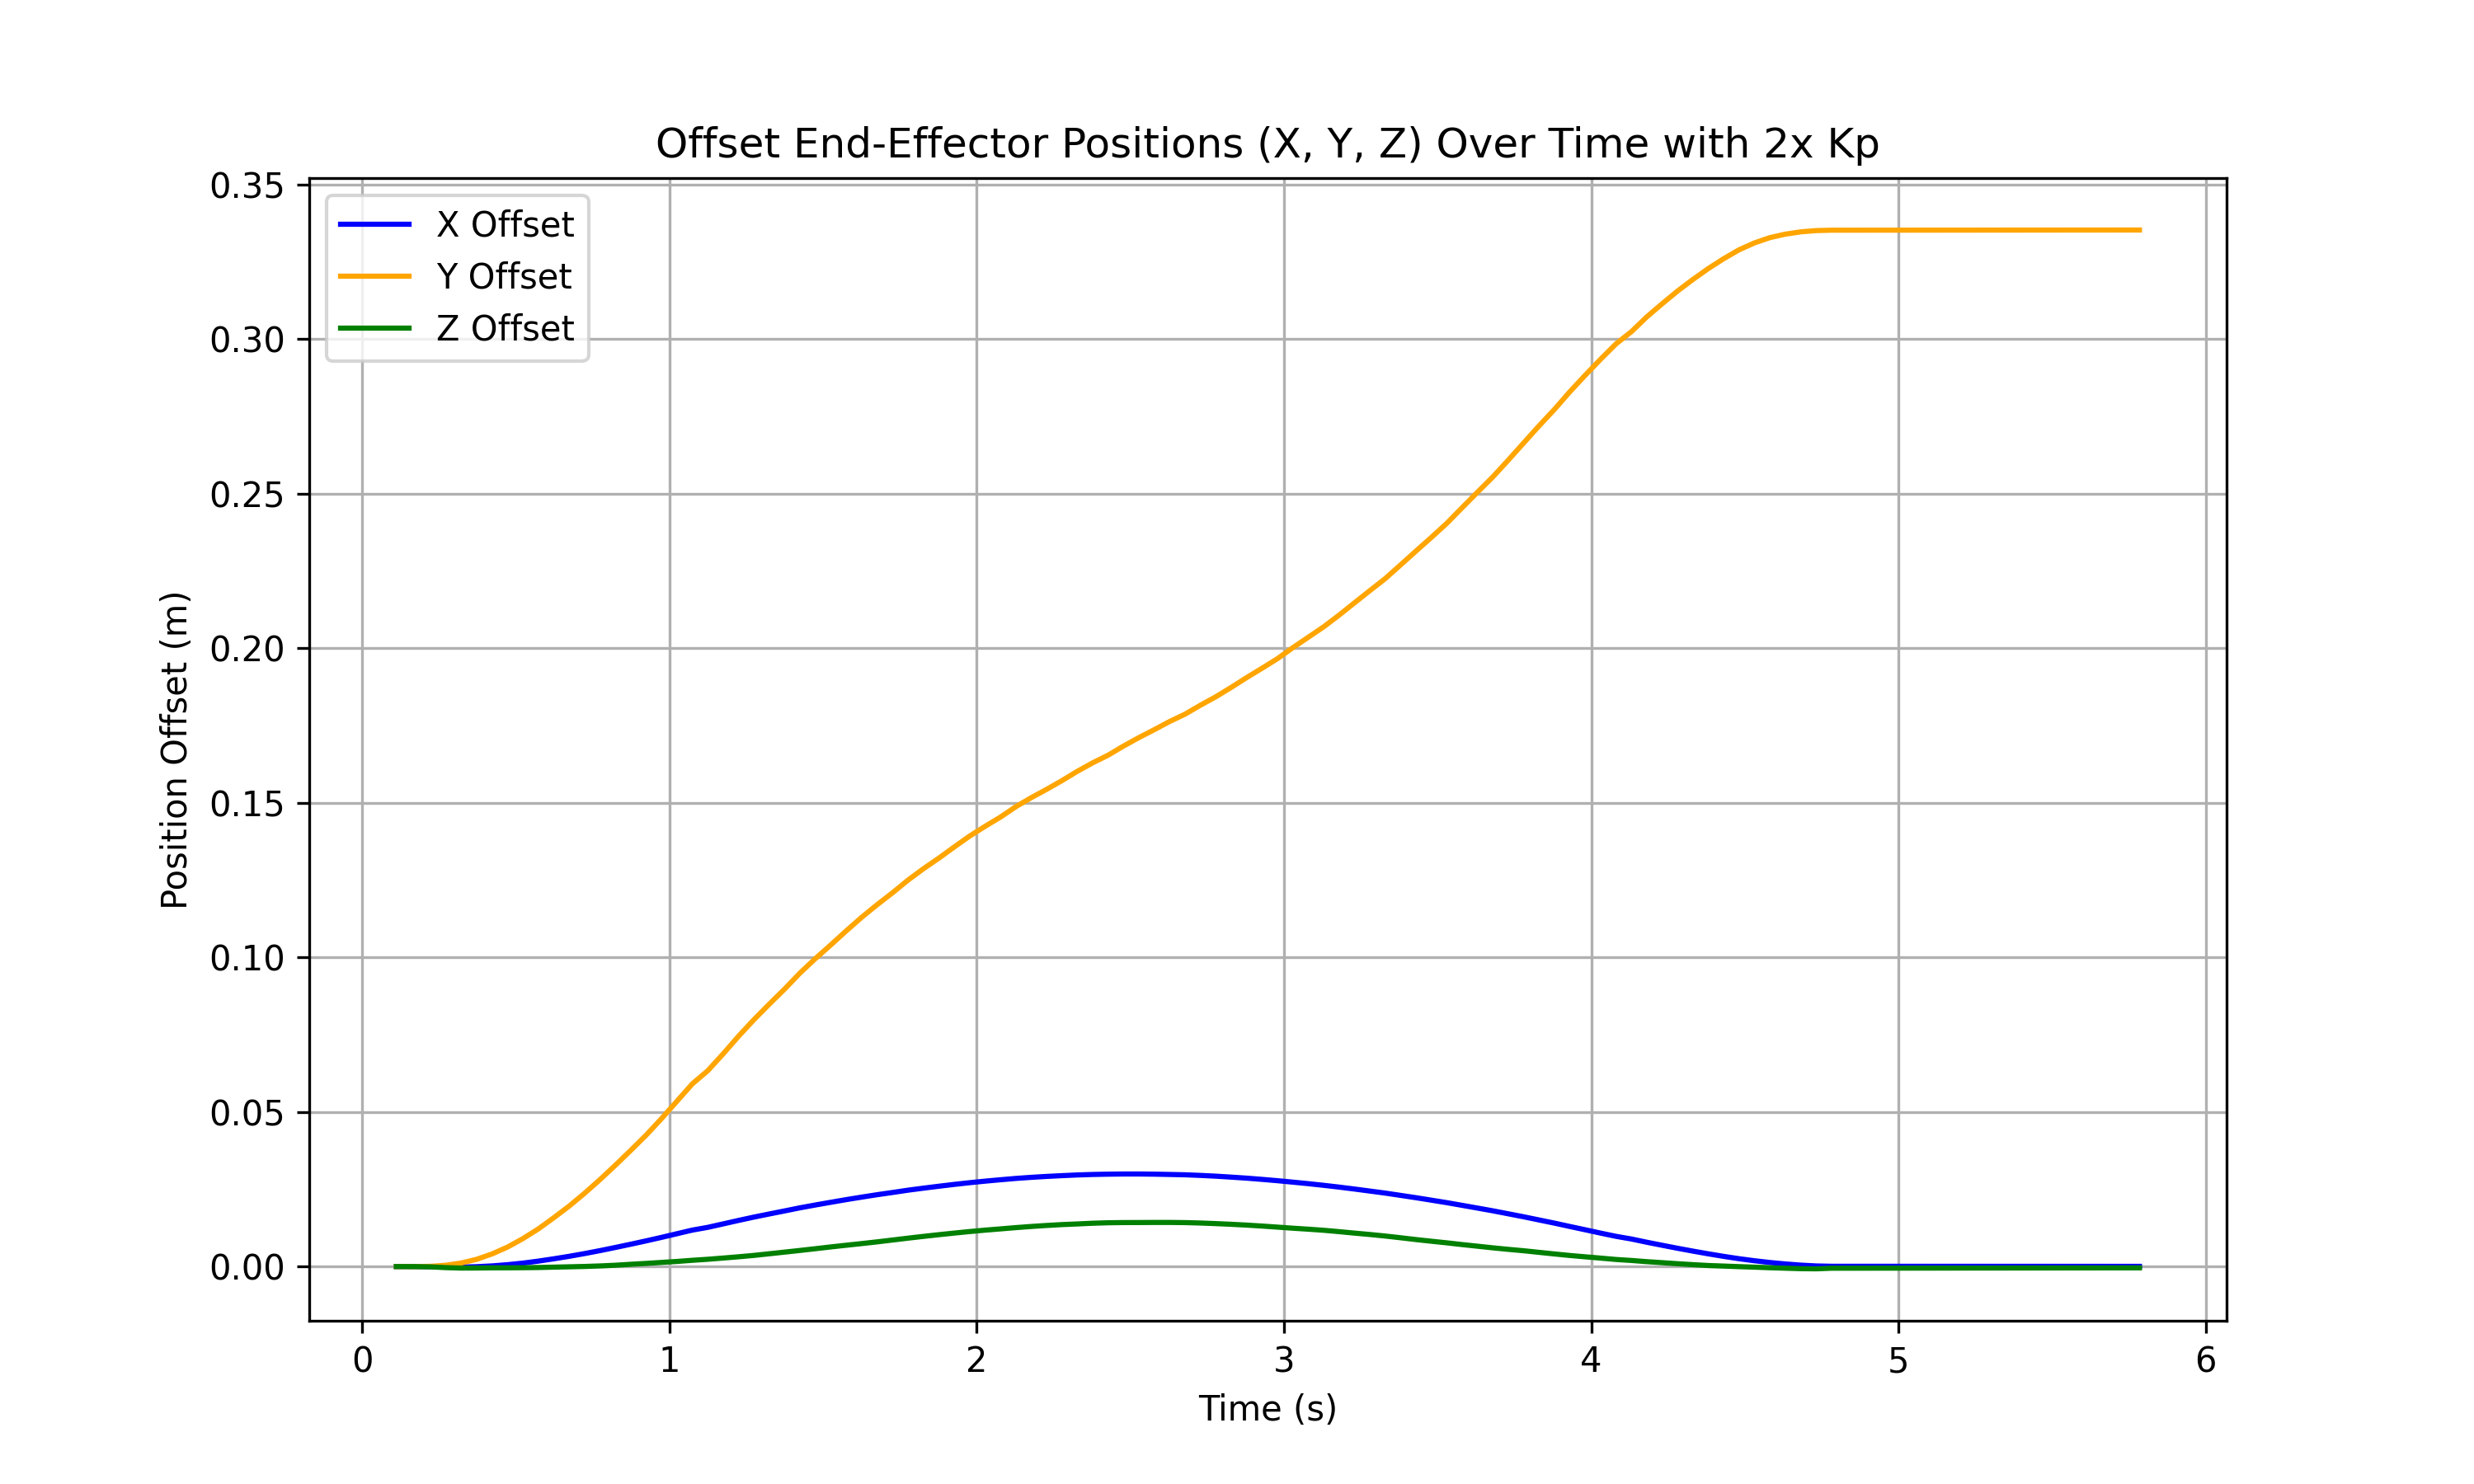 Offset End-Effector Positions (X, Y, Z) Over Time with 2x Kp
X Offset
Y Offset
Z Offset
Position Offset (m)
0.35
0.30
0.25
0.20
0.15
0.10
0.05
0.00
0 1 2 3 4 5 6
Time (s)